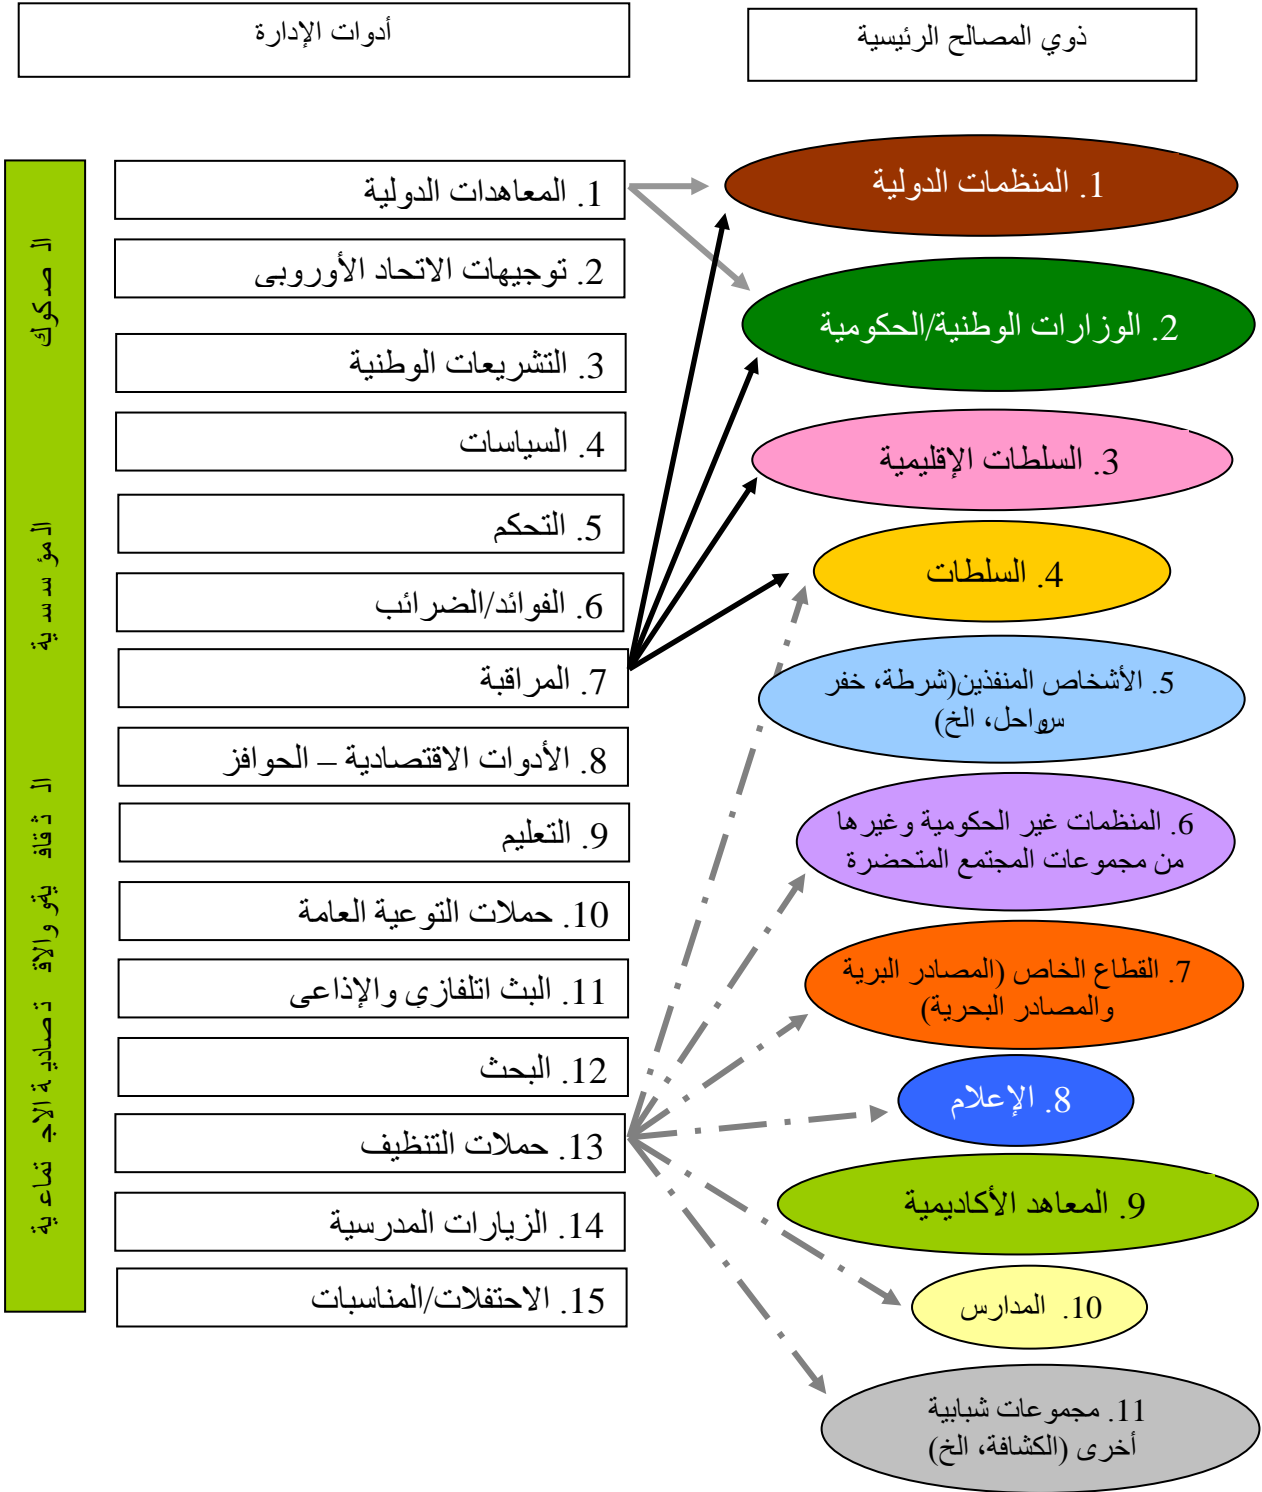 أدوات الإدارة
ذوي المصالح الرئيسية
الصكوك المؤسسية الثقافيةو والاقتصادية الاجتماعية
1. المعاهدات الدولية
2. توجيهات الاتحاد الأوروبى
3. التشريعات الوطنية
4. السياسات
5. التحكم
6. الفوائد/الضرائب
7. المراقبة
8. الأدوات الاقتصادية – الحوافز
9. التعليم
10. حملات التوعية العامة
11. البث اتلفازي والإذاعى
12. البحث
13. حملات التنظيف
14. الزيارات المدرسية
15. الاحتفلات/المناسبات
1. المنظمات الدولية
2. الوزارات الوطنية/الحكومية
3. السلطات الإقليمية
4. السلطات
5. الأشخاص المنفذين(شرطة، خفر
سواحل، الخ)
6. المنظمات غير الحكومية وغيرها
من مجموعات المجتمع المتحضرة
7. القطاع الخاص (المصادر البرية
والمصادر البحرية)
8. الإعلام
9. المعاهد الأكاديمية
10. المدارس
11. مجموعات شبابية
أخرى (الكشافة، الخ)